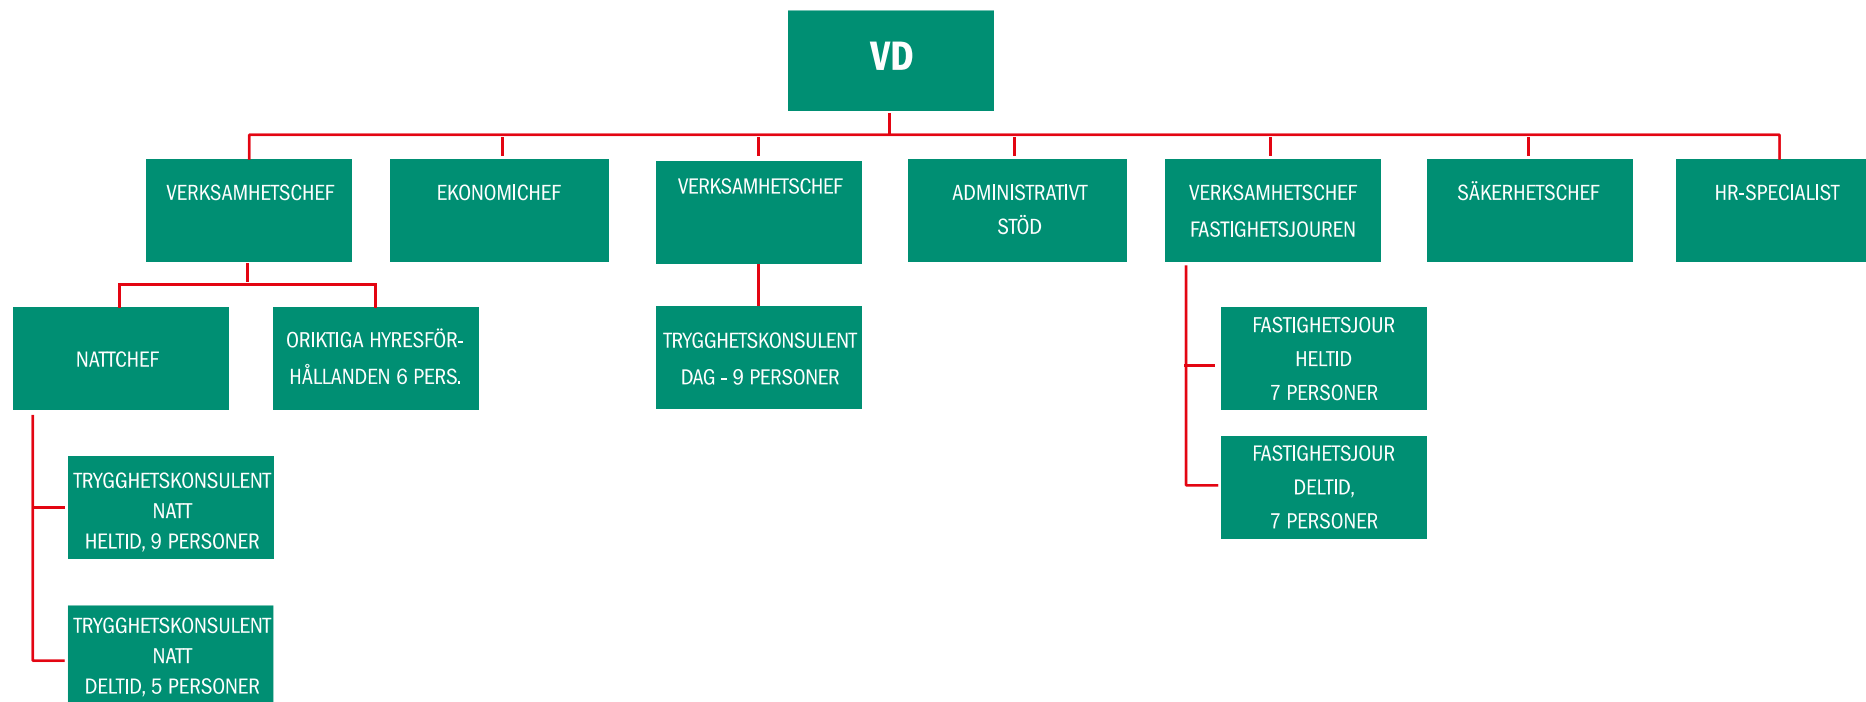 VD
VERKSAMHETSCHEF
EKONOMICHEF
VERKSAMHETSCHEF
ADMINISTRATIVT
STÖD
VERKSAMHETSCHEF
FASTIGHETSJOUREN
SÄKERHETSCHEF
HR-SPECIALIST
NATTCHEF
ORIKTIGA HYRESFÖR-
HÅLLANDEN 6 PERS.
TRYGGHETSKONSULENT
DAG - 9 PERSONER
FASTIGHETSJOUR
HELTID
7 PERSONER
FASTIGHETSJOUR
DELTID,
7 PERSONER
TRYGGHETSKONSULENT
NATT
HELTID, 9 PERSONER
TRYGGHETSKONSULENT
NATT
DELTID, 5 PERSONER